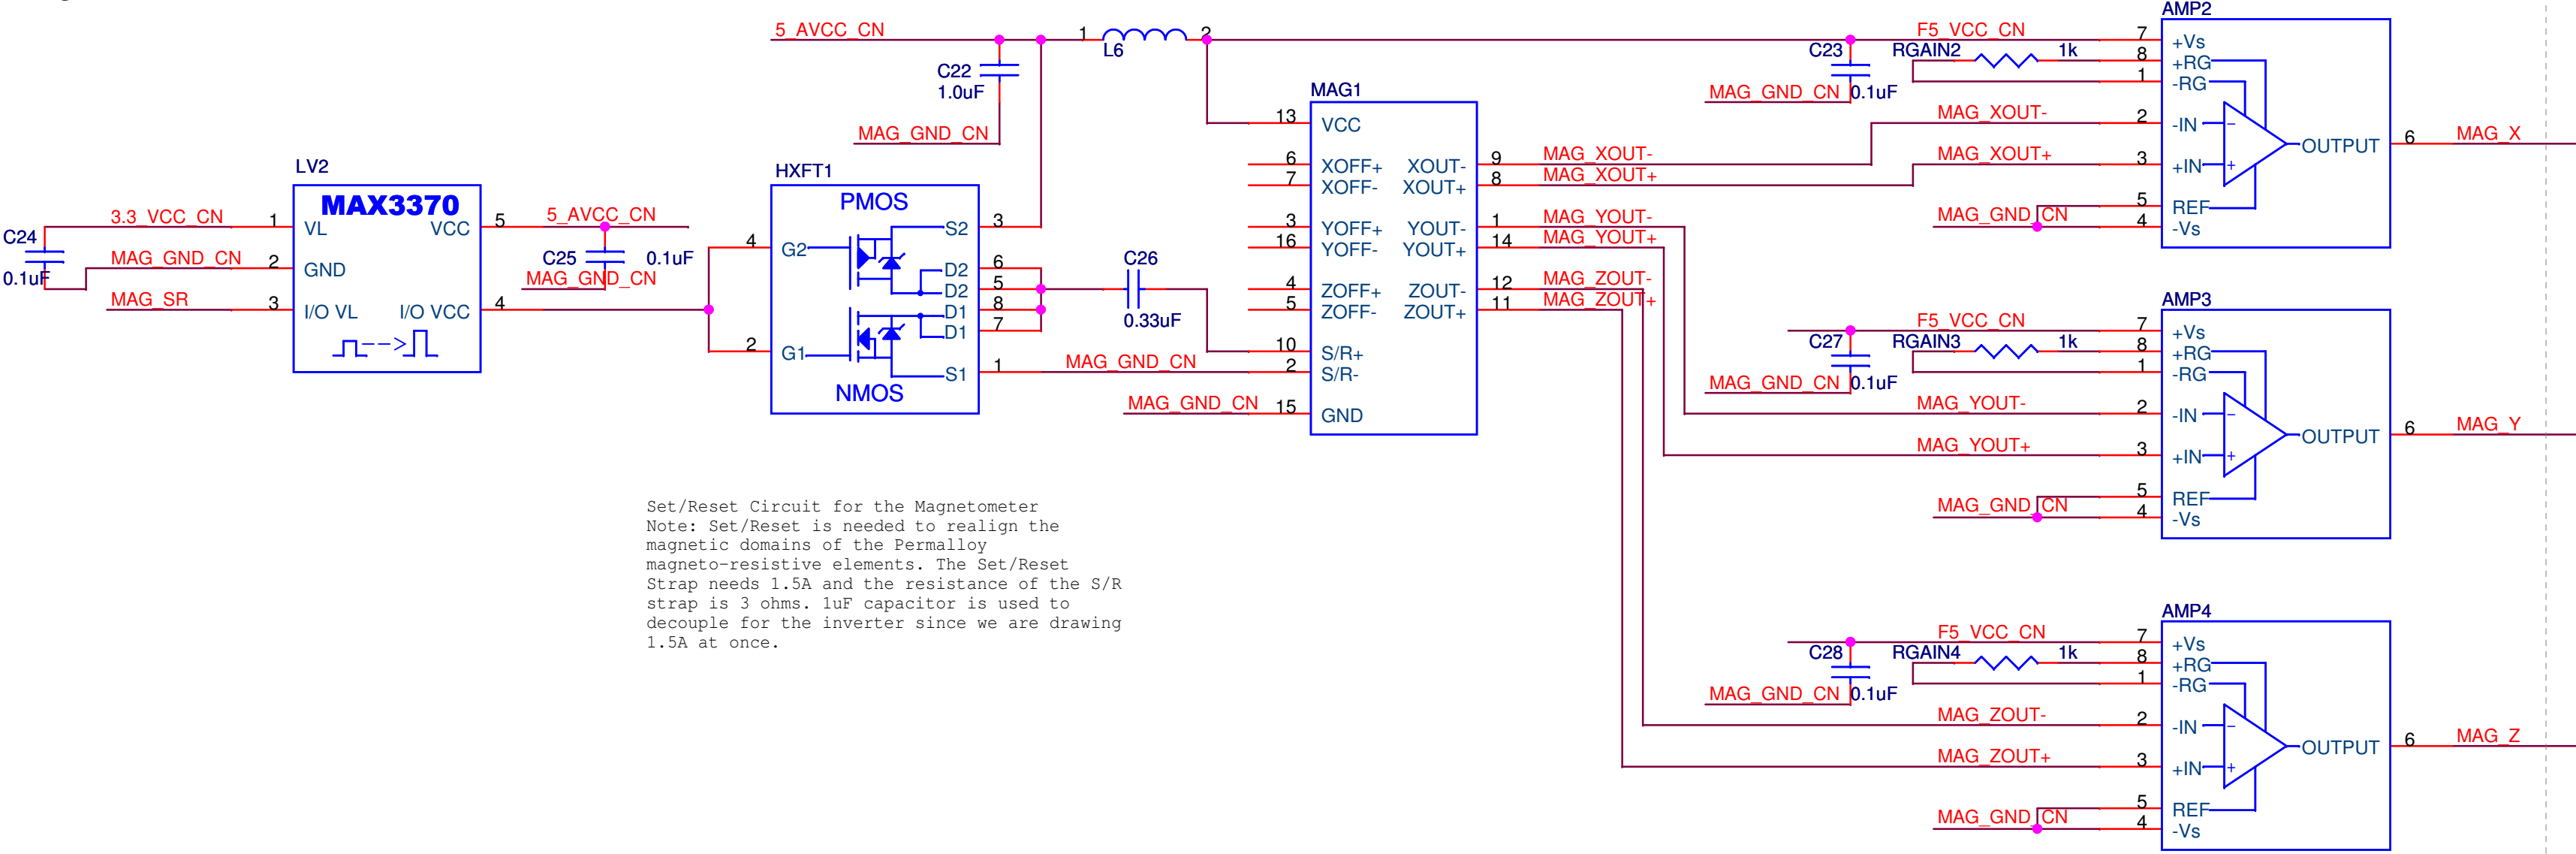 5_AVCC_CN
1
L6
2
C22
1.0uF
MAG_GND_CN
LV2
MAX3370
3.3_VCC_CN
1
VL
VCC
5
5_AVCC_CN
C24
0.1uF
MAG_GND_CN
2
GND
C25
0.1uF
MAG_GND_CN
MAG_SR
3
I/O VL
I/O VCC
4
-->
HXFT1
PMOS
4
G2
S2
3
D2
6
D2
5
D1
8
D1
7
2
G1
S1
1
NMOS
C26
0.33uF
MAG_GND_CN
MAG_GND_CN
MAG1
13
VCC
6
XOFF+
XOUT-
9
MAG_XOUT-
7
XOFF-
XOUT+
8
MAG_XOUT+
3
YOFF+
YOUT-
1
MAG_YOUT-
16
YOFF-
YOUT+
14
MAG_YOUT+
4
ZOFF+
ZOUT-
12
MAG_ZOUT-
5
ZOFF-
ZOUT+
11
MAG_ZOUT+
10
S/R+
2
S/R-
15
GND
Set/Reset Circuit for the Magnetometer
Note: Set/Reset is needed to realign the
magnetic domains of the Permalloy
magneto-resistive elements. The Set/Reset
Strap needs 1.5A and the resistance of the S/R
strap is 3 ohms. 1uF capacitor is used to
decouple for the inverter since we are drawing
1.5A at once.
AMP2
F5_VCC_CN
7
+Vs
C23
0.1uF
MAG_GND_CN
RGAIN2
1k
8
+RG
1
-RG
MAG_XOUT-
2
-IN
−
MAG_XOUT+
3
+IN
+
OUTPUT
6
MAG_X
5
REF
MAG_GND_CN
4
-Vs
AMP3
F5_VCC_CN
7
+Vs
C27
0.1uF
MAG_GND_CN
RGAIN3
1k
8
+RG
1
-RG
MAG_YOUT-
2
-IN
−
MAG_YOUT+
3
+IN
+
OUTPUT
6
MAG_Y
5
REF
MAG_GND_CN
4
-Vs
AMP4
F5_VCC_CN
7
+Vs
C28
0.1uF
MAG_GND_CN
RGAIN4
1k
8
+RG
1
-RG
MAG_ZOUT-
2
-IN
−
MAG_ZOUT+
3
+IN
+
OUTPUT
6
MAG_Z
5
REF
MAG_GND_CN
4
-Vs